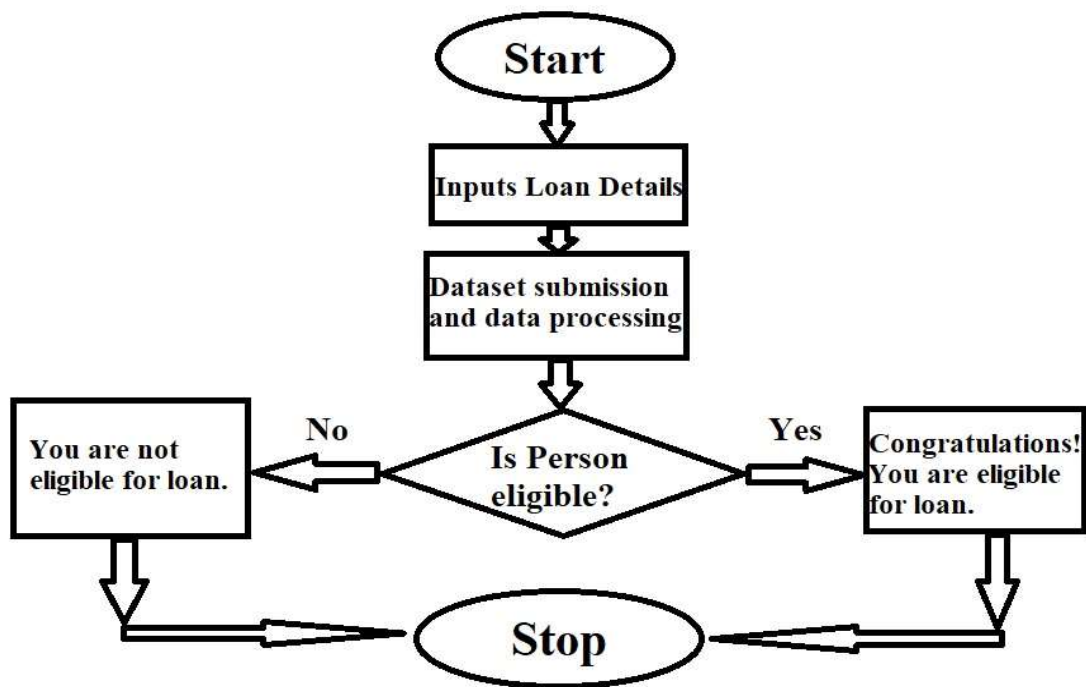 Start
Inputs Loan Details
Dataset submission
and data processing
No
Yes
You are not
eligible for loan.
Is Person
eligible?
Congratulations!
You are eligible
for loan.
Stop